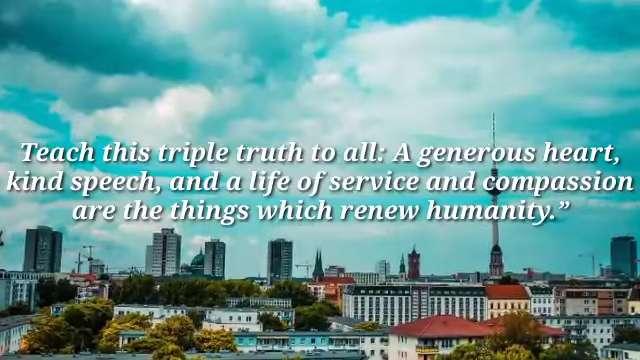 Teach this triple truth to all: A generous heart,
kind speech, and a life of service and compassion
are the things which renew humanity.”